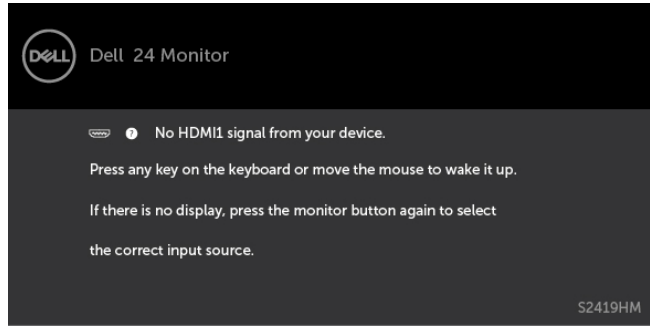 DELL
Dell 24 Monitor
? No HDMI1 signal from your device.
Press any key on the keyboard or move the mouse to wake it up.
If there is no display, press the monitor button again to select
the correct input source.
S2419HM